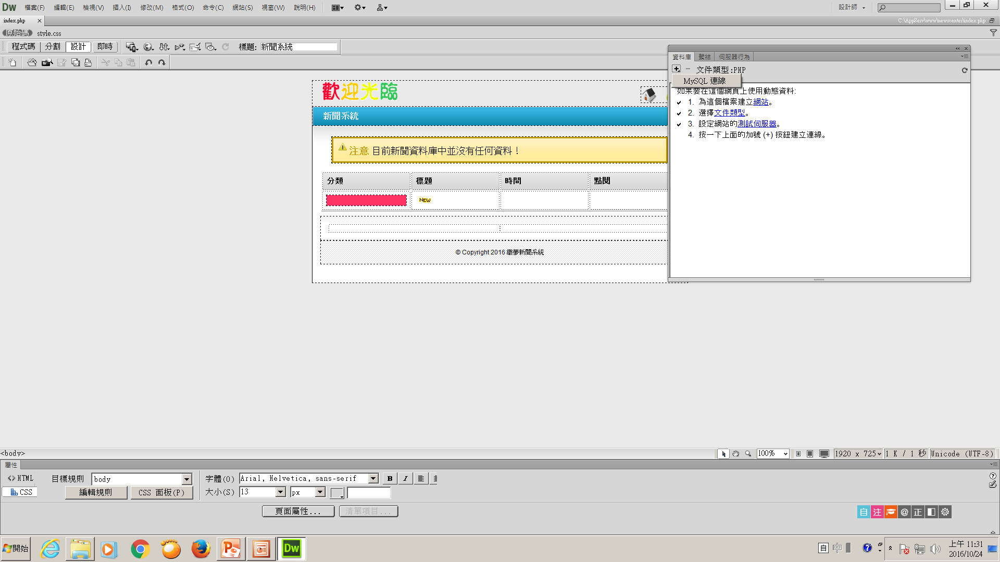 Dw 檔案(F) 編輯(E) 檢視(V) 插入(I) 修改(M) 格式(O) 命令(C) 網站(S) 視窗(W) 說明(H) 設計師
index.php C:\AppServ\www\newscenter\index.php
原始碼 style.css
程式碼 分割 設計 即時 標題: 新聞系統
資料庫 繫結 伺服器行為
文件類型:PHP
MySQL 連線
如果要在這個網頁上使用動態資料:
1. 為這個檔案建立網站。
2. 選擇文件類型。
3. 設定網站的測試伺服器。
4. 按一下上面的加號 (+) 按鈕建立連線。
歡迎光臨
新聞系統
注意 目前新聞資料庫中並沒有任何資料！
分類 標題 時間 點閱
NEW
© Copyright 2016 織夢新聞系統
<body> 100% 1920 x 725 1 K / 1 秒 Unicode (UTF-8)
屬性
<> HTML 目標規則 body 字體(O) Arial, Helvetica, sans-serif B I
CSS 編輯規則 CSS 面板(P) 大小(S) 13 px
頁面屬性... 清單項目...
自 注 @ 正
開始 Dw 自 中 上午 11:31
2016/10/24